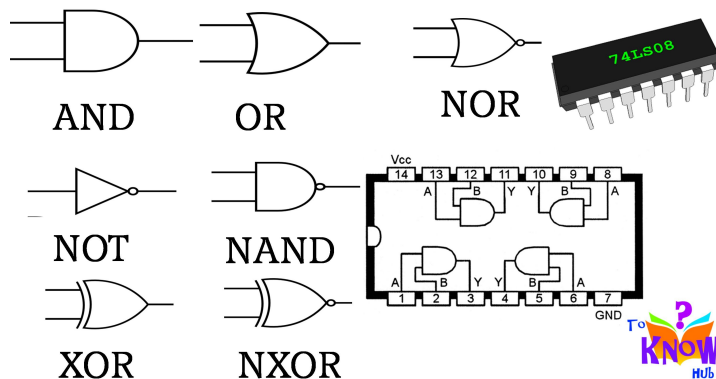 74LS08
AND
OR
NOR
NOT
NAND
XOR
NXOR
Vcc
14 13 12 11 10 9 8
A B Y Y B A
A B Y Y B A
1 2 3 4 5 6 7
GND
To
?
KNOW
HUB